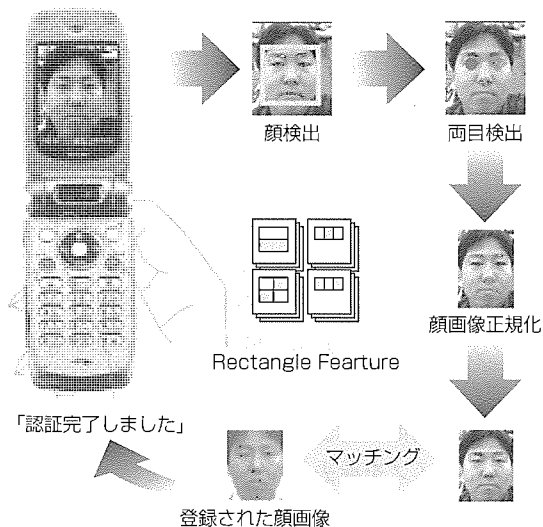 顔検出
両目検出
顔画像正規化
Rectangle Fearture
「認証完了しました」
マッチング
登録された顔画像